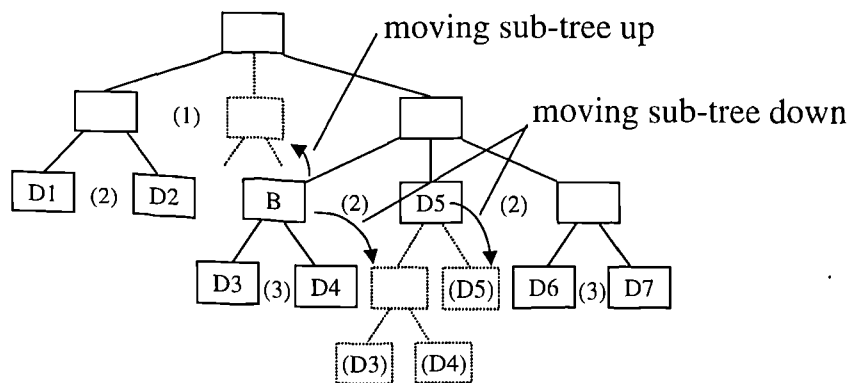 moving sub-tree up
(1)
moving sub-tree down
D1 (2) D2 B (2) D5 (2)
D3 (3) D4 (D5) D6 (3) D7
(D3) (D4)